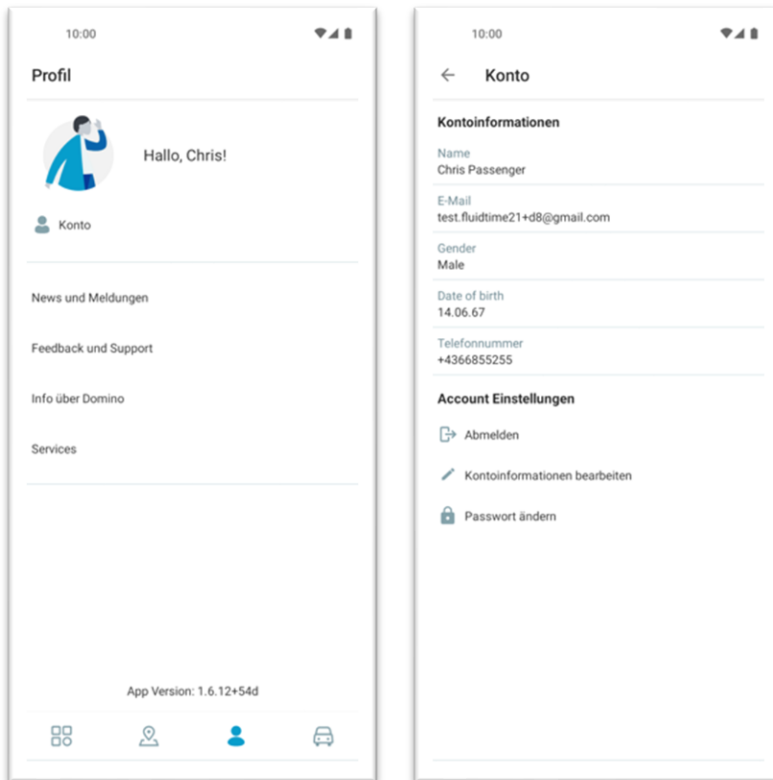 10:00
Profil
Hallo, Chris!
Konto
News und Meldungen
Feedback und Support
Info über Domino
Services
App Version: 1.6.12+54d
10:00
Konto
Kontoinformationen
Name
Chris Passenger
E-Mail
test.fluidtime21+d8@gmail.com
Gender
Male
Date of birth
14.06.67
Telefonnummer
+4366855255
Account Einstellungen
Abmelden
Kontoinformationen bearbeiten
Passwort ändern